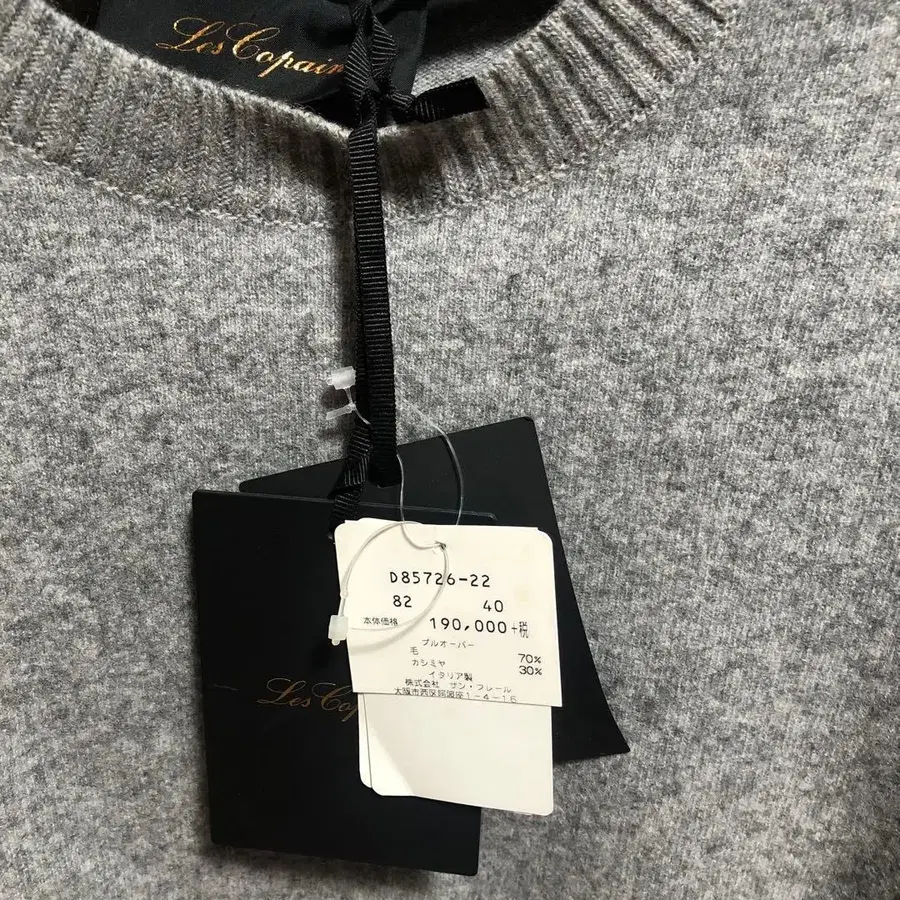 Les Copain
D85726-22
82 40
本体価格 190,000+税
プルオーバー
毛 70%
カシミヤ 30%
イタリア製
株式会社 サン・フレール
大阪市西区阿波座1-4-16
Les Cop